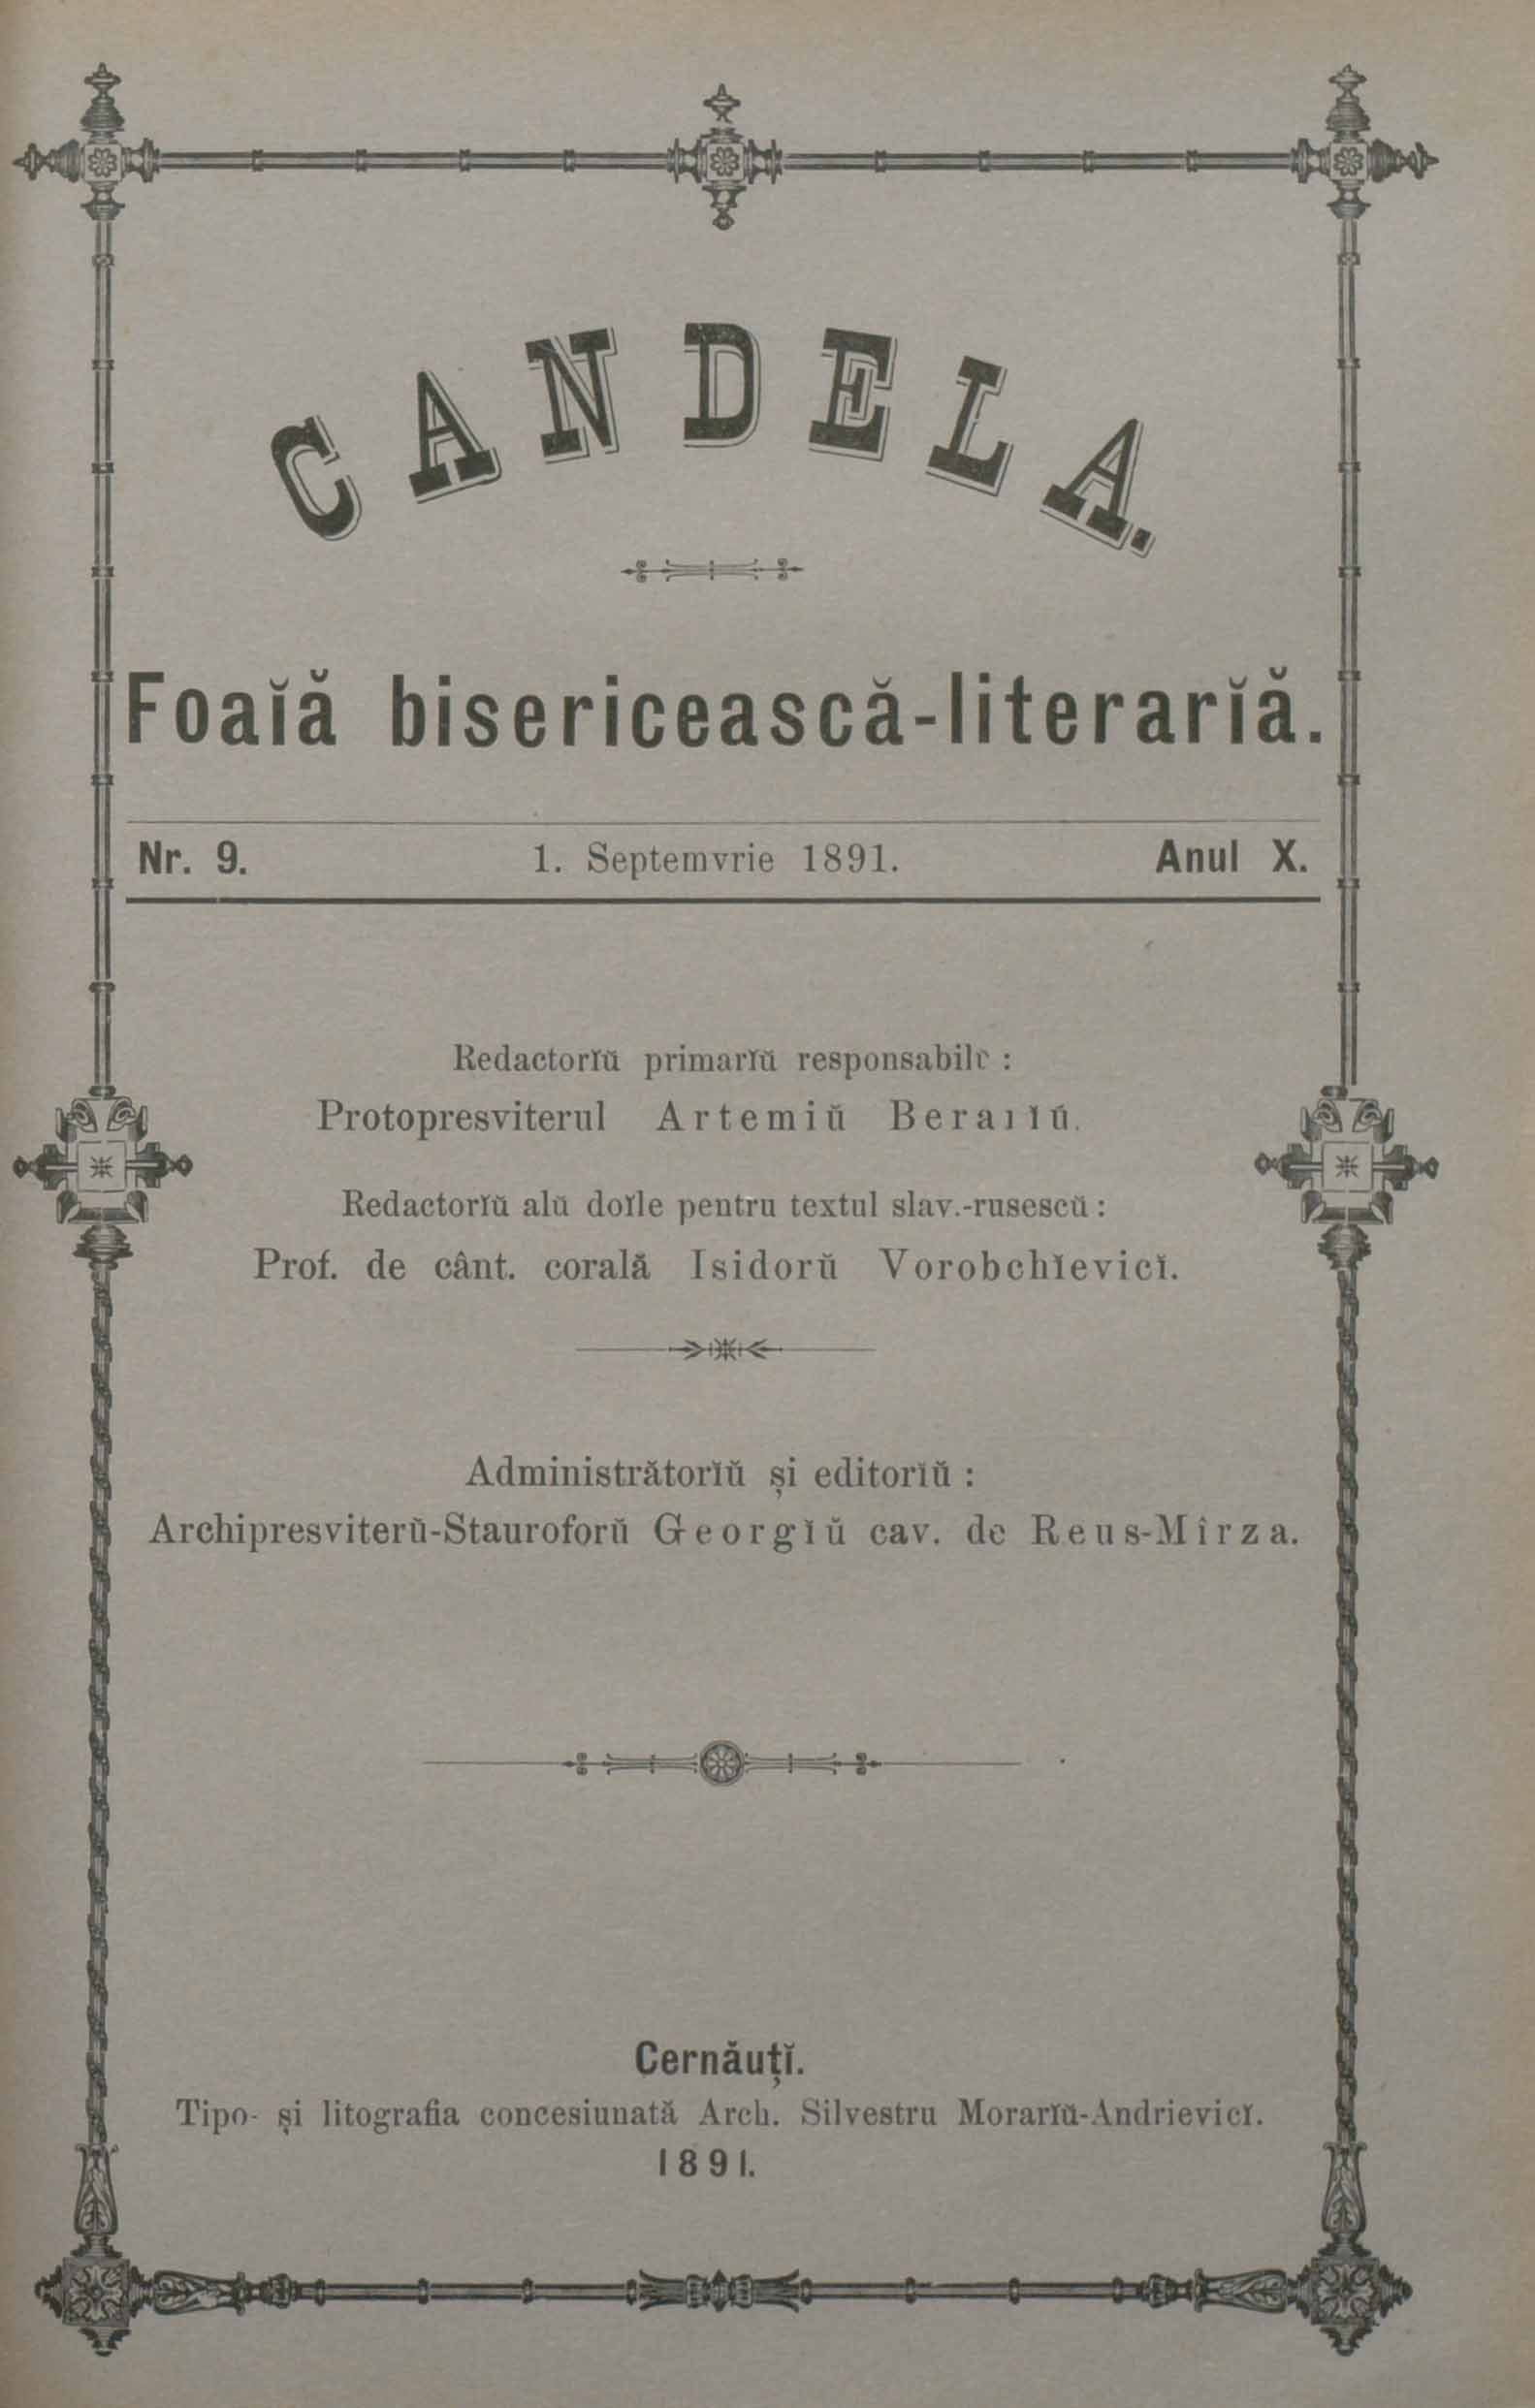 CANDELA.
Foaĭă bisericească-literarĭă.
Nr. 9. 1. Septemvrie 1891. Anul X.
Redactorĭŭ primarĭŭ responsabile :
Protopresviterul Artemiŭ
Redactorĭŭ alŭ doĭle pentru textul slav.-rusescŭ :
Prof. de cânt. corală Isidorŭ Vorobchĭevicĭ.
Administrătorĭŭ și editorĭŭ :
Archipresviterŭ-Stauroforŭ Georgĭŭ cav. de Reus-Mîrza.
Cernăuțĭ.
Tipo- și litografia concesiunată Arch. Silvestru Morarĭŭ-Andrievicĭ.
1891.